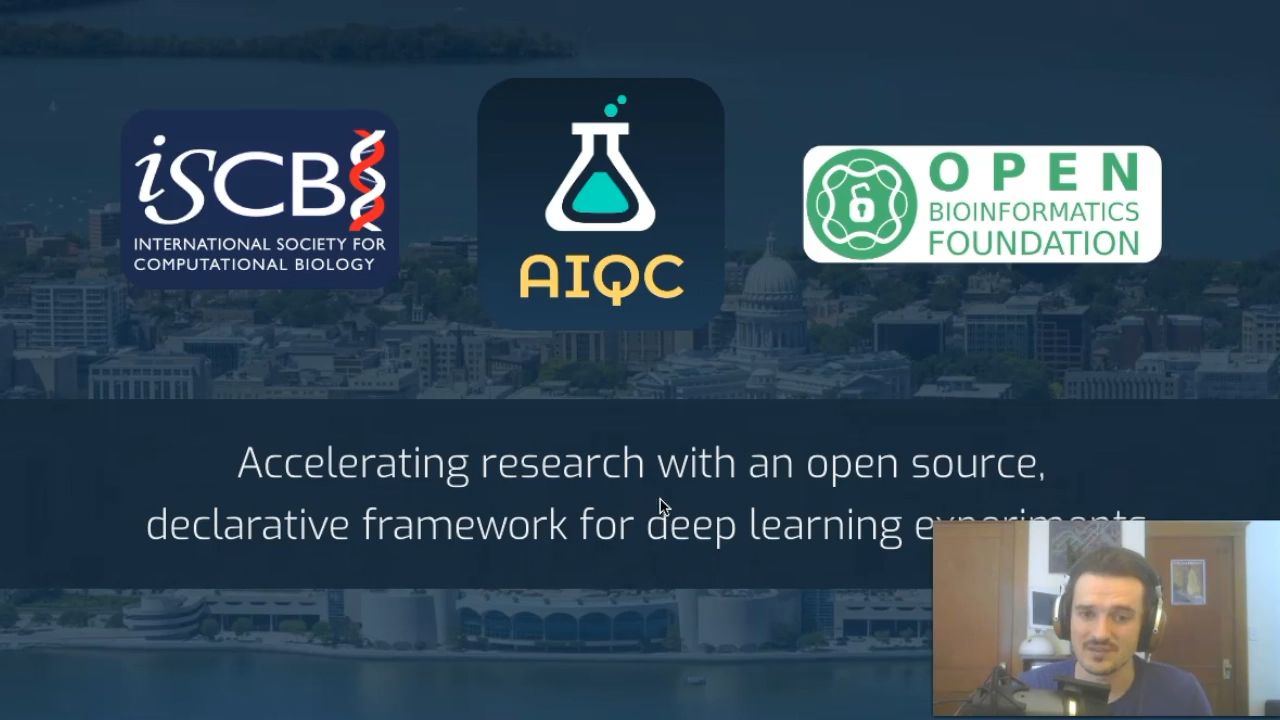 iSCB
INTERNATIONAL SOCIETY FOR
COMPUTATIONAL BIOLOGY
AIQC
OPEN
BIOINFORMATICS
FOUNDATION
Accelerating research with an open source,
declarative framework for deep learning experiments